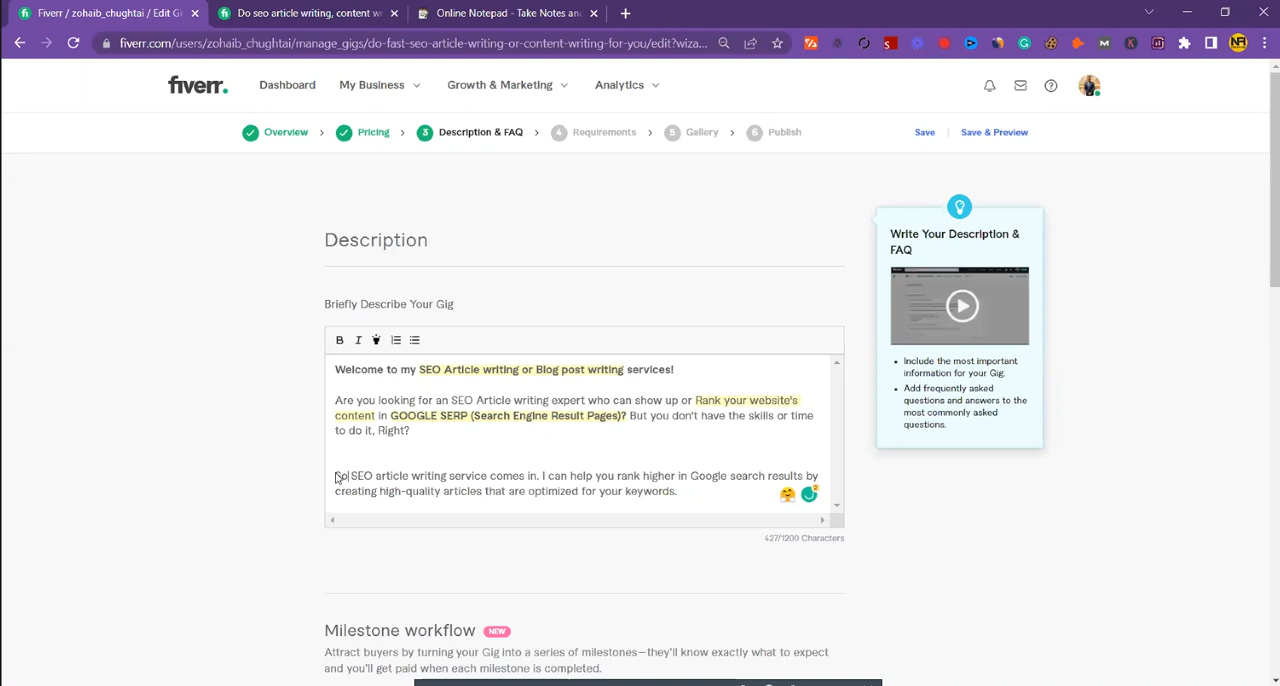 Fiverr / zohaib_chughtai / Edit Gi
Do seo article writing, content wr
Online Notepad - Take Notes and
fiverr.com/users/zohaib_chughtai/manage_gigs/do-fast-seo-article-writing-or-content-writing-for-you/edit?wiza...
fiverr.
Dashboard
My Business
Growth & Marketing
Analytics
Overview
Pricing
3 Description & FAQ
4 Requirements
5 Gallery
6 Publish
Save
Save & Preview
Description
Briefly Describe Your Gig
B I
Welcome to my SEO Article writing or Blog post writing services!
Are you looking for an SEO Article writing expert who can show up or Rank your website's
content in GOOGLE SERP (Search Engine Result Pages)? But you don't have the skills or time
to do it, Right?
SEO article writing service comes in. I can help you rank higher in Google search results by
creating high-quality articles that are optimized for your keywords.
427/1200 Characters
Milestone workflow NEW
Attract buyers by turning your Gig into a series of milestones—they'll know exactly what to expect
and you'll get paid when each milestone is completed.
Write Your Description &
FAQ
Include the most important
information for your Gig.
Add frequently asked
questions and answers to the
most commonly asked
questions.